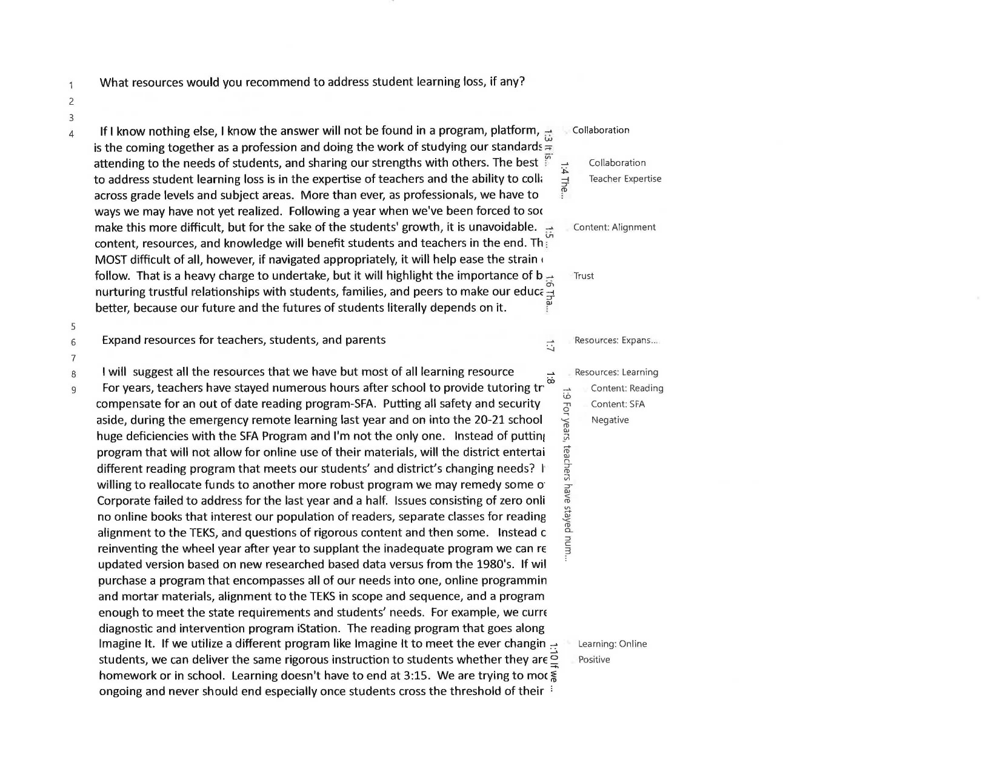 1 What resources would you recommend to address student learning loss, if any?
2
3
4 If I know nothing else, I know the answer will not be found in a program, platform, 1:3 It is... Collaboration
is the coming together as a profession and doing the work of studying our standards
attending to the needs of students, and sharing our strengths with others. The best 1:4 The... Collaboration
to address student learning loss is in the expertise of teachers and the ability to Teacher Expertise
across grade levels and subject areas. More than ever, as professionals, we have to
ways we may have not yet realized. Following a year when we've been forced to
make this more difficult, but for the sake of the students' growth, it is unavoidable. 1:5 ... Content: Alignment
content, resources, and knowledge will benefit students and teachers in the end. Th
MOST difficult of all, however, if navigated appropriately, it will help ease the strain
follow. That is a heavy charge to undertake, but it will highlight the importance of b 1:6 Tha... Trust
nurturing trustful relationships with students, families, and peers to make our
better, because our future and the futures of students literally depends on it.
5
6 Expand resources for teachers, students, and parents 1:7 Resources: Expans...
7
8 I will suggest all the resources that we have but most of all learning resource 1:8 Resources: Learning
9 For years, teachers have stayed numerous hours after school to provide tutoring tr 1:9 For years, teachers have stayed num... Content: Reading
compensate for an out of date reading program-SFA. Putting all safety and security Content: SFA
aside, during the emergency remote learning last year and on into the 20-21 school Negative
huge deficiencies with the SFA Program and I'm not the only one. Instead of
program that will not allow for online use of their materials, will the district entertai
different reading program that meets our students' and district's changing needs?
willing to reallocate funds to another more robust program we may remedy some
Corporate failed to address for the last year and a half. Issues consisting of zero onli
no online books that interest our population of readers, separate classes for reading
alignment to the TEKS, and questions of rigorous content and then some. Instead
reinventing the wheel year after year to supplant the inadequate program we can
updated version based on new researched based data versus from the 1980's. If wil
purchase a program that encompasses all of our needs into one, online programmin
and mortar materials, alignment to the TEKS in scope and sequence, and a program
enough to meet the state requirements and students' needs. For example, we
diagnostic and intervention program iStation. The reading program that goes along
Imagine It. If we utilize a different program like Imagine It to meet the ever changin 1:10 If we ... Learning: Online
students, we can deliver the same rigorous instruction to students whether they are Positive
homework or in school. Learning doesn't have to end at 3:15. We are trying to
ongoing and never should end especially once students cross the threshold of their